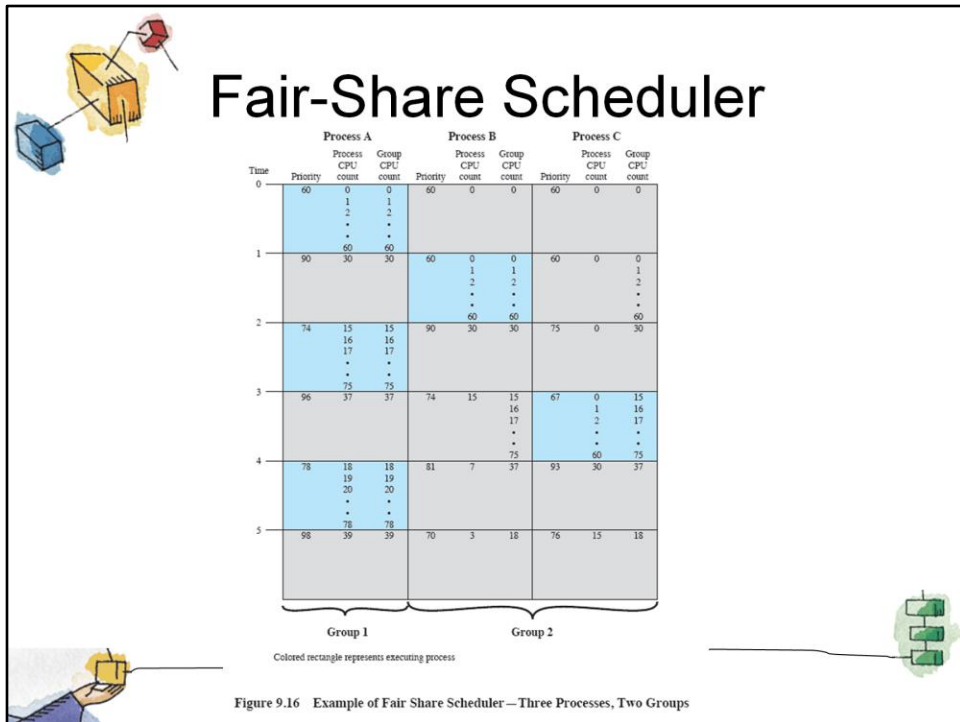 Fair-Share Scheduler
Process A Process B Process C
Time Priority Process CPU count Group CPU count Priority Process CPU count Group CPU count Priority Process CPU count Group CPU count
0 60 0 0 60 0 0 60 0 0
1 1
2 2
• •
• •
60 60
1 90 30 30 60 0 0 60 0 0
1 1 1
2 2 2
• • •
• • •
60 60 60
2 74 15 15 90 30 30 75 0 30
16 16
17 17
• •
• •
75 75
3 96 37 37 74 15 15 67 0 15
16 1 16
17 2 17
• • •
• • •
75 60 75
4 78 18 18 81 7 37 93 30 37
19 19
20 20
• •
• •
78 78
5 98 39 39 70 3 18 76 15 18
Group 1 Group 2
Colored rectangle represents executing process
Figure 9.16 Example of Fair Share Scheduler—Three Processes, Two Groups